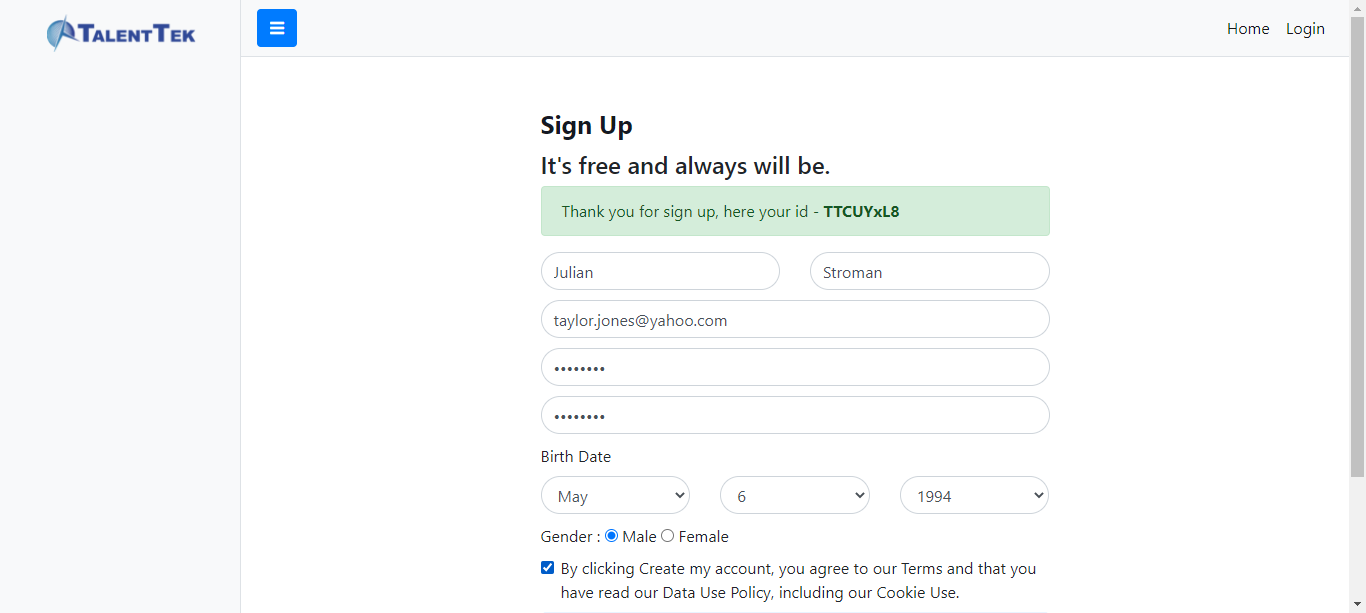 TALENTTEK
Home Login
Sign Up
It's free and always will be.
Thank you for sign up, here your id - TTCUYxL8
Julian Stroman
taylor.jones@yahoo.com
••••••••
••••••••
Birth Date
May 6 1994
Gender : Male Female
By clicking Create my account, you agree to our Terms and that you
have read our Data Use Policy, including our Cookie Use.